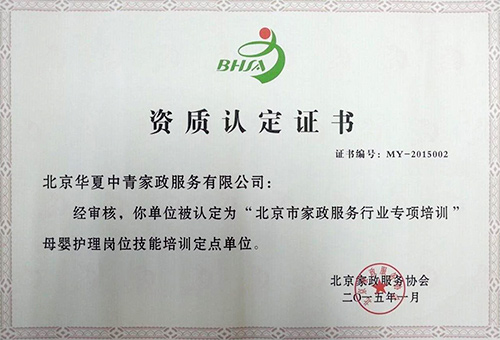 BHSA
资质认定证书
证书编号：MY-2015002
北京华夏中青家政服务有限公司：
经审核，你单位被认定为“北京市家政服务行业专项培训”
母婴护理岗位技能培训定点单位。
北京家政服务协会
二〇一五年一月